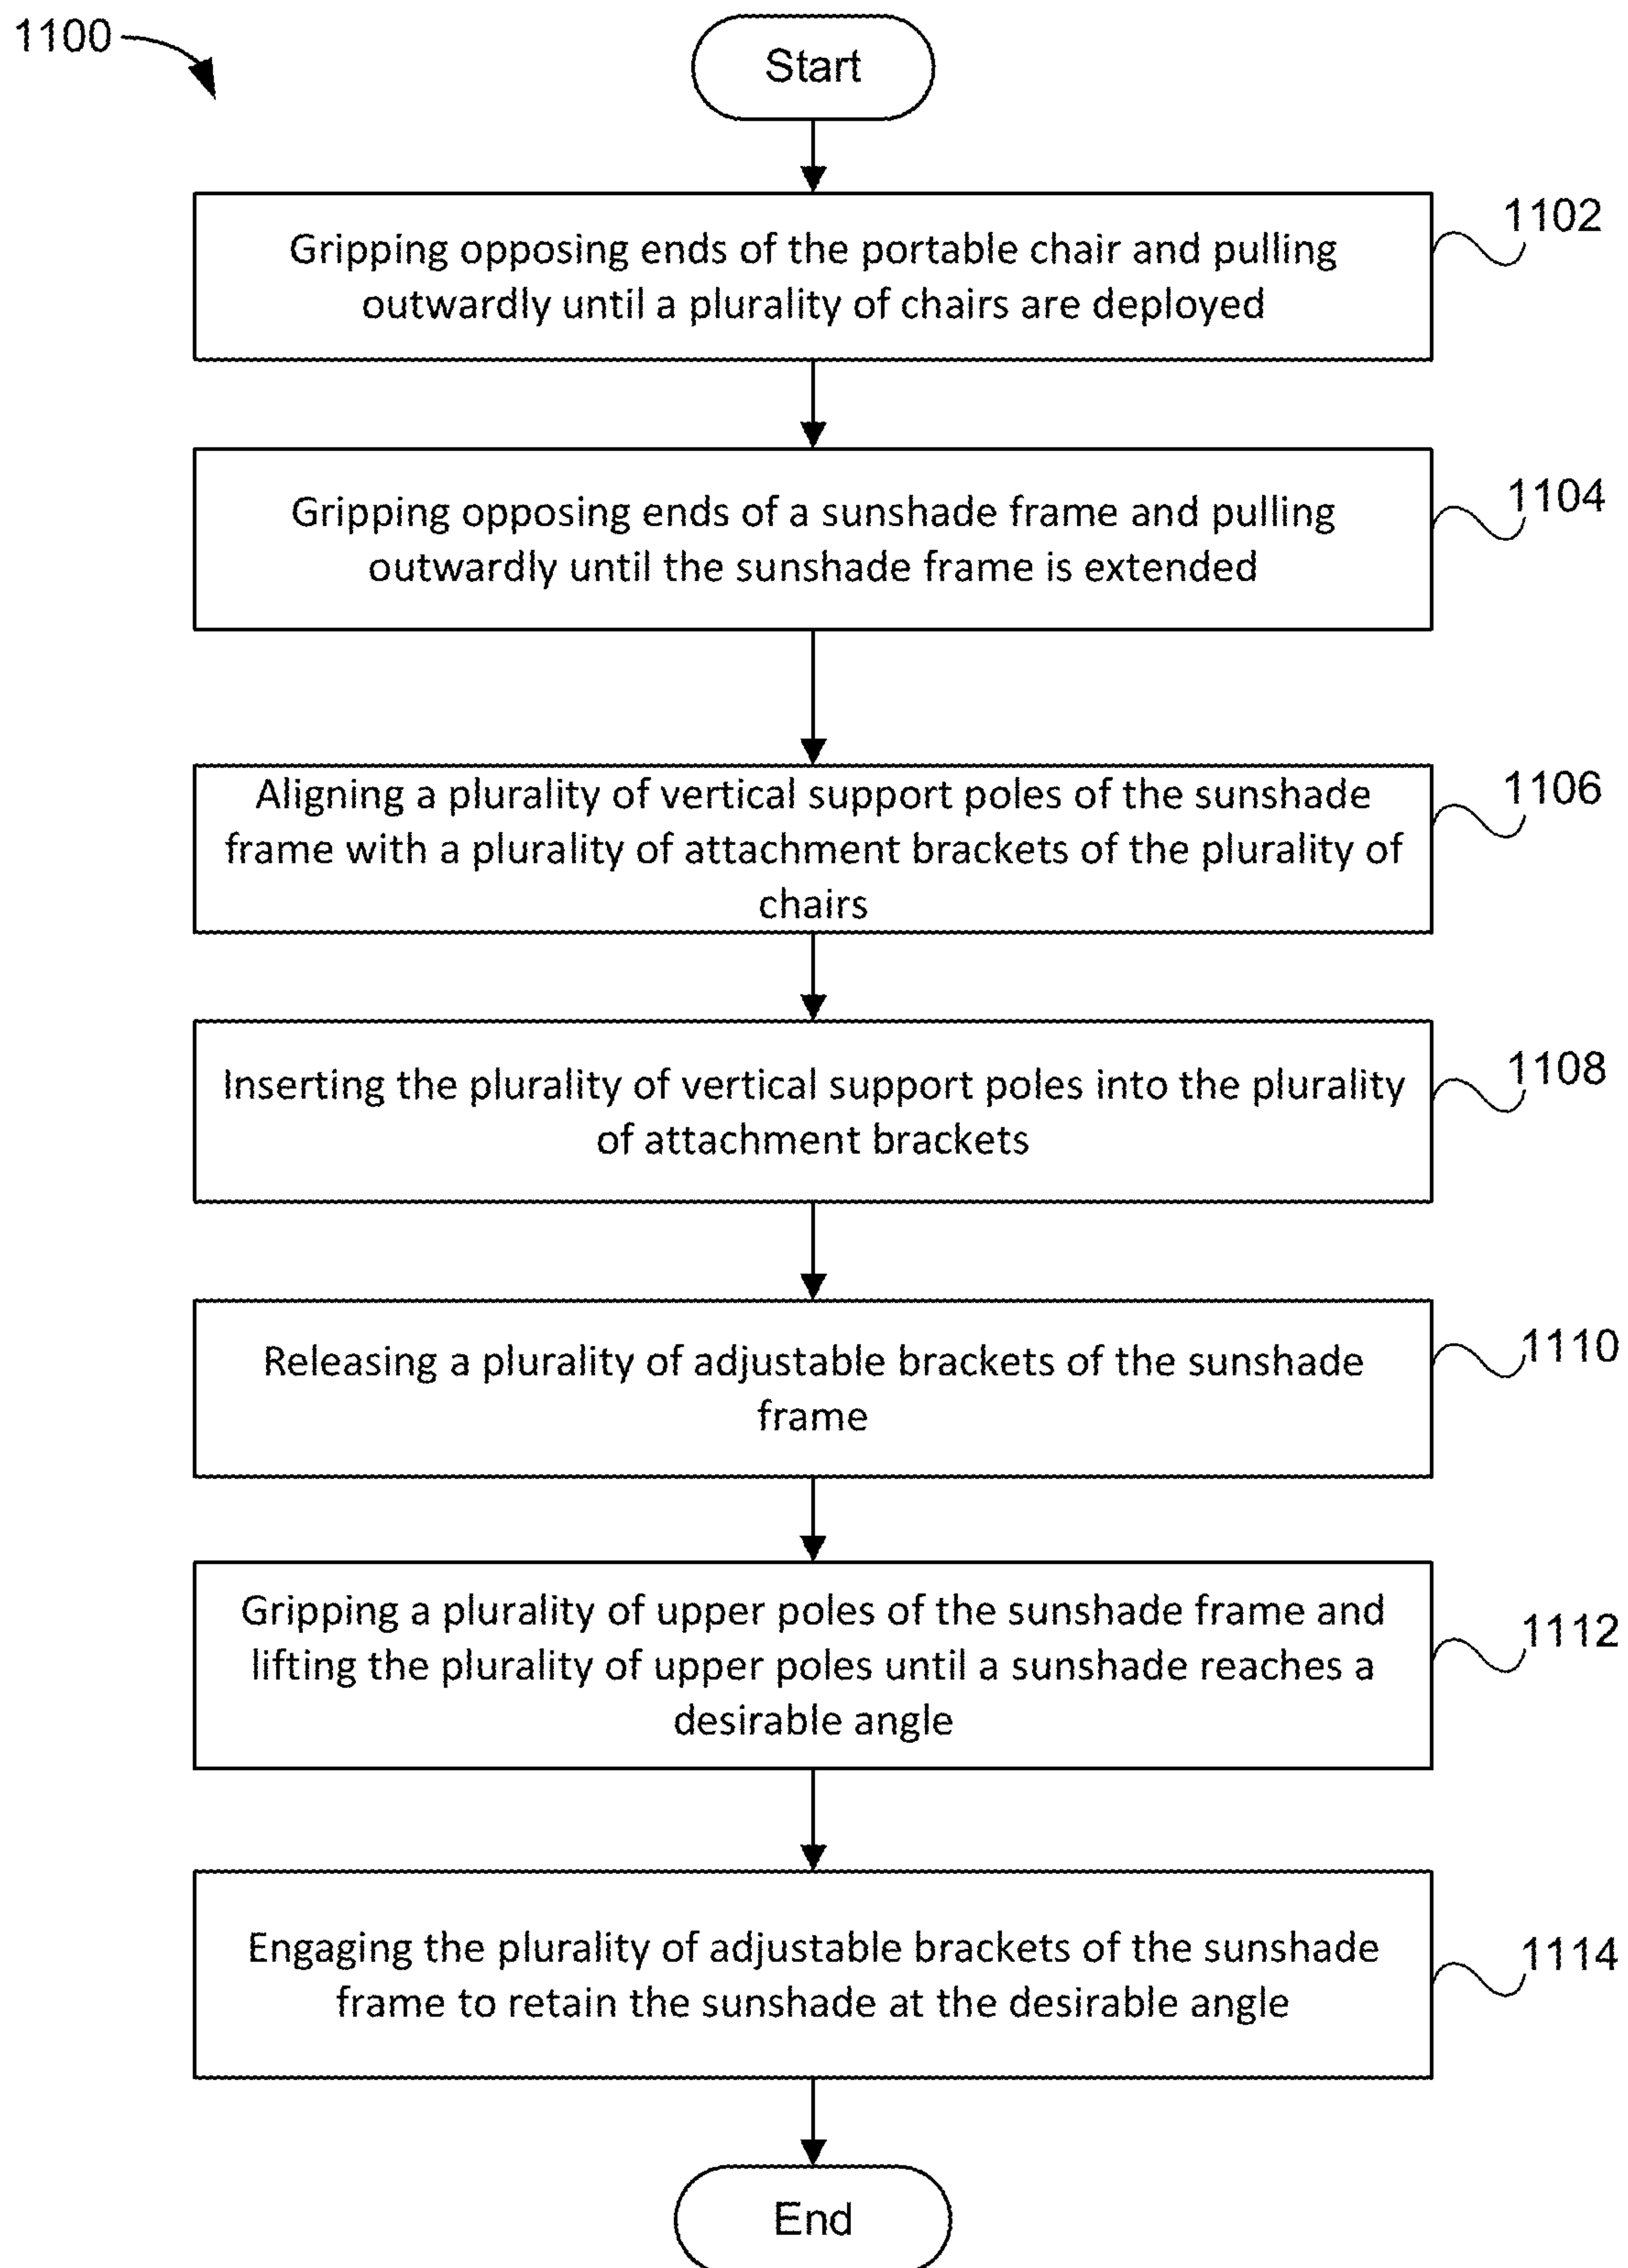 1100
Start
Gripping opposing ends of the portable chair and pulling
outwardly until a plurality of chairs are deployed
1102
Gripping opposing ends of a sunshade frame and pulling
outwardly until the sunshade frame is extended
1104
Aligning a plurality of vertical support poles of the sunshade
frame with a plurality of attachment brackets of the plurality of
chairs
1106
Inserting the plurality of vertical support poles into the plurality
of attachment brackets
1108
Releasing a plurality of adjustable brackets of the sunshade
frame
1110
Gripping a plurality of upper poles of the sunshade frame and
lifting the plurality of upper poles until a sunshade reaches a
desirable angle
1112
Engaging the plurality of adjustable brackets of the sunshade
frame to retain the sunshade at the desirable angle
1114
End